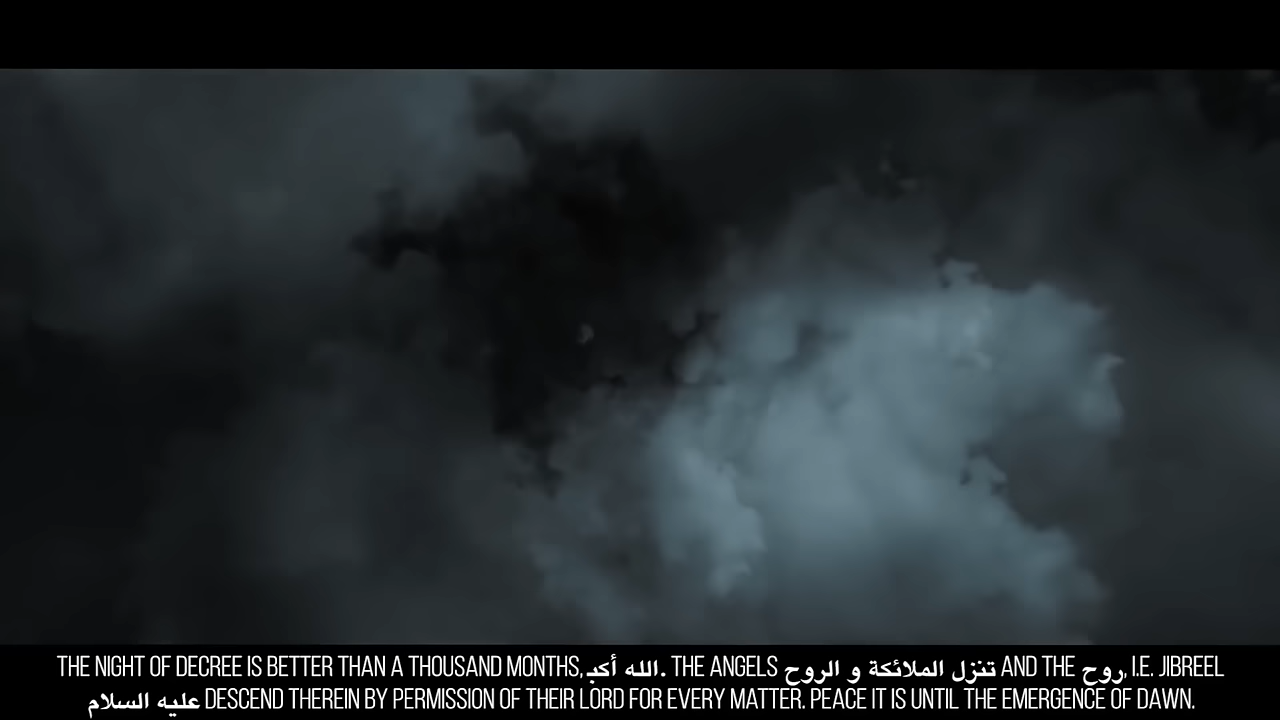 THE NIGHT OF DECREE IS BETTER THAN A THOUSAND MONTHS, الله أكبر. THE ANGELS تنزل الملائكة و الروح AND THE روح, I.E. JIBREEL
عليه السلام DESCEND THEREIN BY PERMISSION OF THEIR LORD FOR EVERY MATTER. PEACE IT IS UNTIL THE EMERGENCE OF DAWN.